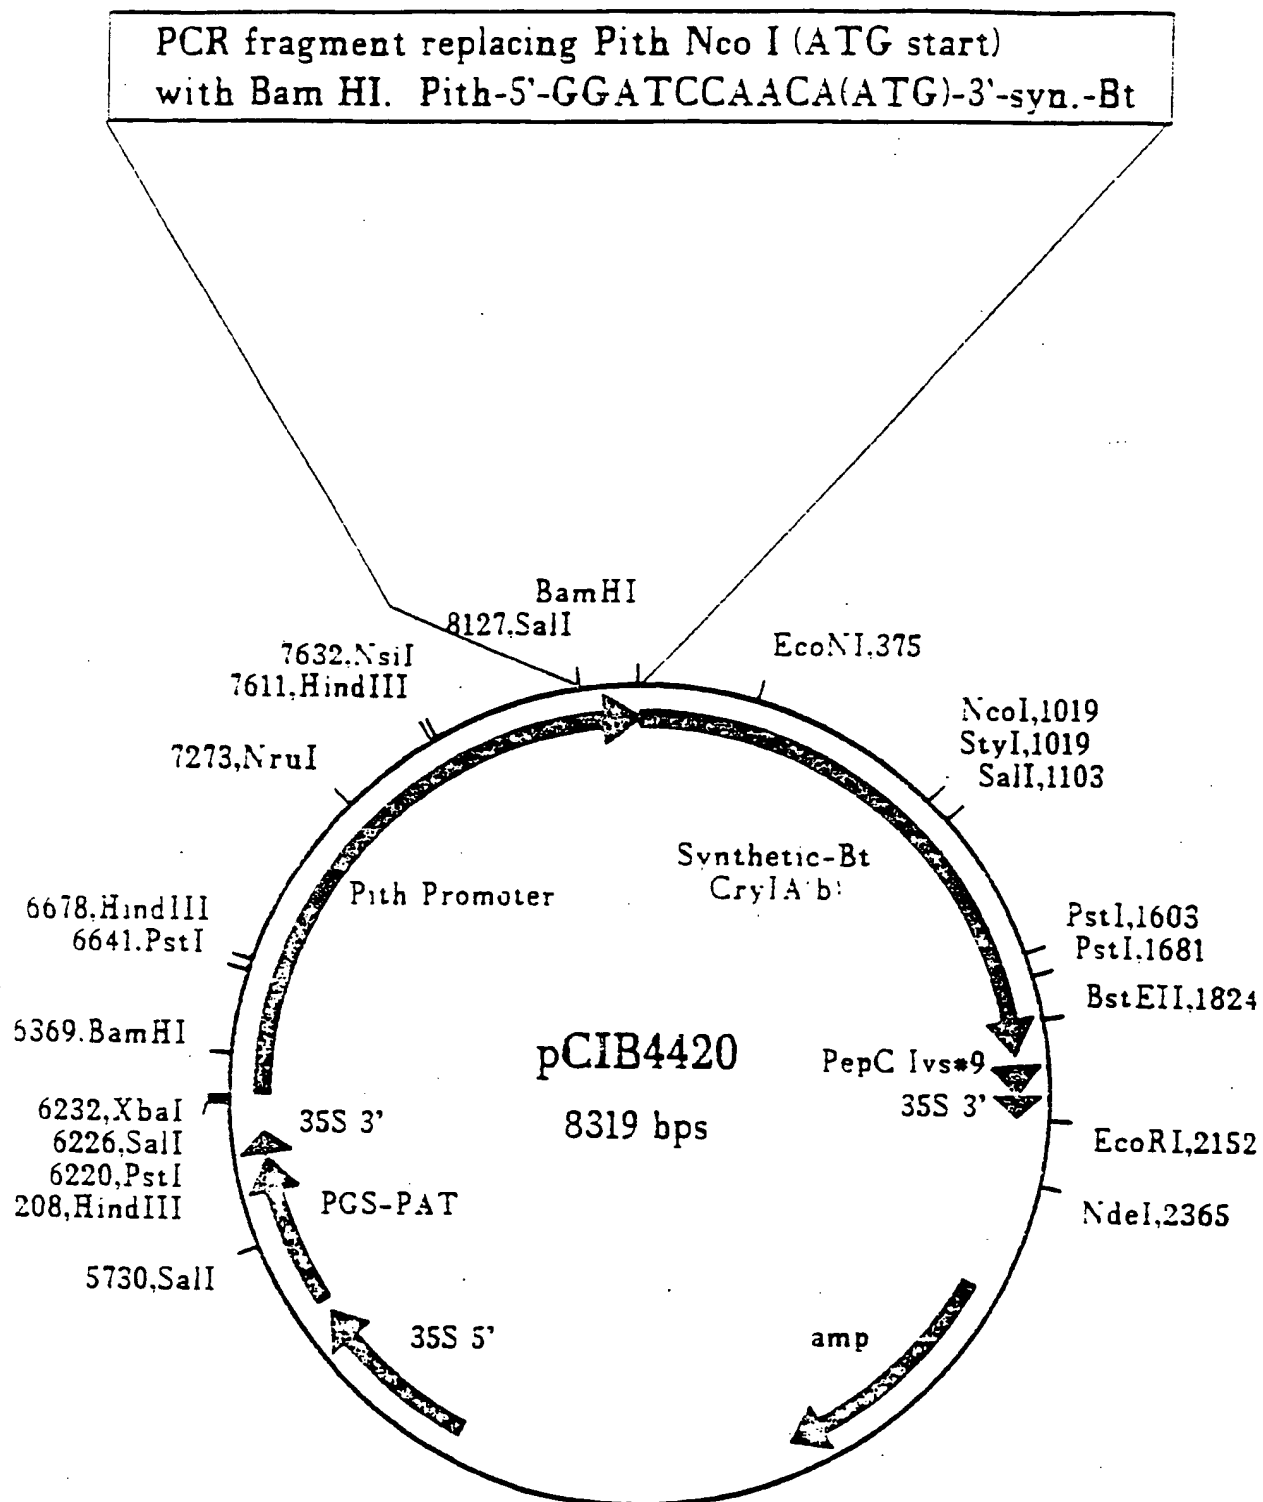 PCR fragment replacing Pith Nco I (ATG start)
with Bam HI. Pith-5'-GGATCCAACA(ATG)-3'-syn.-Bt
BamHI
8127,SalI
7632,NsiI
7611,HindIII
7273,NruI
EcoNI,375
NcoI,1019
StyI,1019
SalI,1103
Synthetic-Bt
CryIA b
Pith Promoter
6678,HindIII
6641.PstI
PstI,1603
PstI,1681
BstEII,1824
6369.BamHI
pCIB4420
8319 bps
PepC Ivs#9
35S 3'
6232,XbaI
6226,SalI
6220,PstI
208,HindIII
35S 3'
EcoRI,2152
PGS-PAT
NdeI,2365
5730,SalI
35S 5'
amp